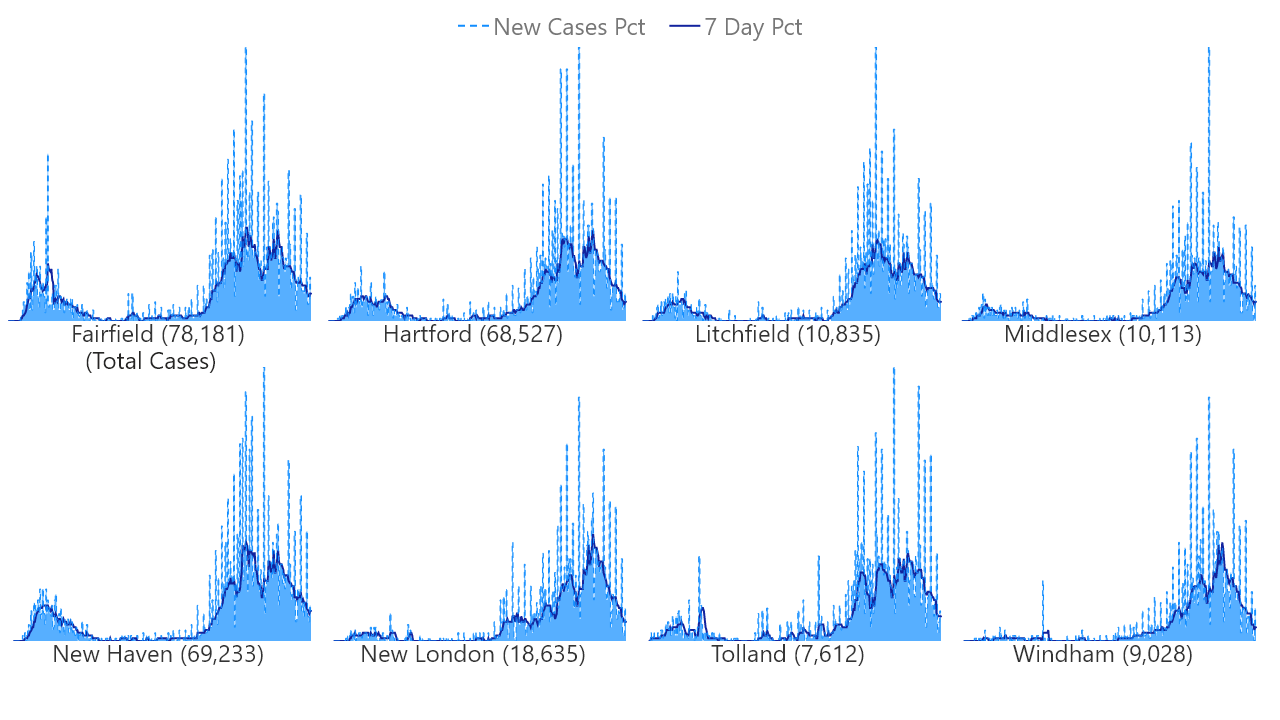 New Cases Pct 7 Day Pct
Fairfield (78,181)
(Total Cases)
Hartford (68,527)
Litchfield (10,835)
Middlesex (10,113)
New Haven (69,233)
New London (18,635)
Tolland (7,612)
Windham (9,028)